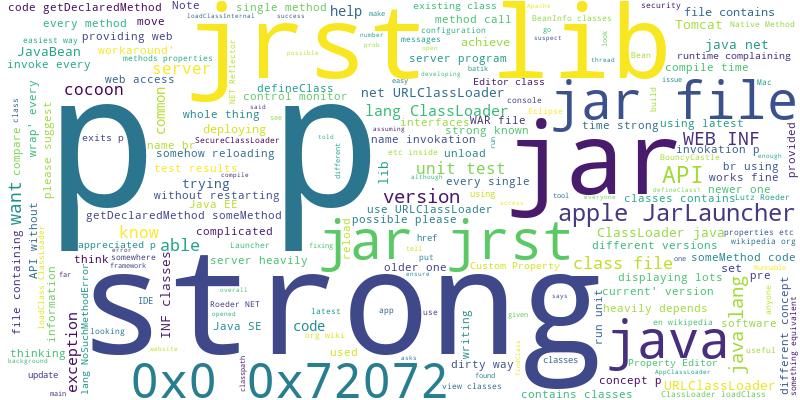 code getDeclaredMethod
Note
every method
move
loadClassInternal
success
single method
help
existing class
BeanInfo classes
security
file contains
number
make
Apache
easiest way
providing web
prob
method call
configuration
go
look
Tomcat
Native Method
JavaBean
workaround'
methods properties
messages
achieve
suspect
Bean
java net
invoke every
server
possible
open
server program
thread
runtime complaining
compile time
jrst lib
web access
NET Reflector
batik
developing
Editor class
easy
issue
Mac
cocoon
defineClass
net URLClassLoader
console
jar file
control monitor
build
whole thing
see
lang ClassLoader
WAR file
Eclipse
time strong
using latest
wrap' every
class
common
deploying
said
interfaces
strong known
run
WEB INF
provided
compare
please suggest
exits p
name br
SecureClassLoader
told
different
assuming
name invocation
etc inside
unload
jar
API
invokation p
BouncyCastle
enough
br using
newer one
somehow reloading
test results
lib
unit test
although
works fine
Java EE
without restarting
compile
every single
tool
defineClass1
everyone
classes contains
Lutz Roeder
trying
version
using
access
file containing
want
getDeclaredMethod someMethod
complicated
use URLClassLoader
apple JarLauncher
API without
loadClass ClassLoader
know
possible please
href
ClassLoader java
properties etc
wikipedia org
appreciated p
able
Launcher
reload
put
older one
different versions
think
error
somewhere
framework
server heavily
fixing
tell
jar jrst
one
someMethod code
information
far
p p
Custom Property
class file
set
pre
displaying lots
IDE
INF classes
overall
latest
ensure
looking
Roeder NET
org wiki
app
use
says
run unit
current' version
java lang
Runnable
anyone
exception
lang NoSuchMethodError
opened
given
heavily depends
software
useful
Java SE
code
writing
java
en wikipedia
different concept
something equivalent
thinking
website
used
asks
dirty way
classes
findClass
Property Editor
AppClassLoader
background
update
classpath
found
view classes
concept p
URLClassLoader
main
strong
0x0 0x72072
contains classes
ClassLoader loadClass